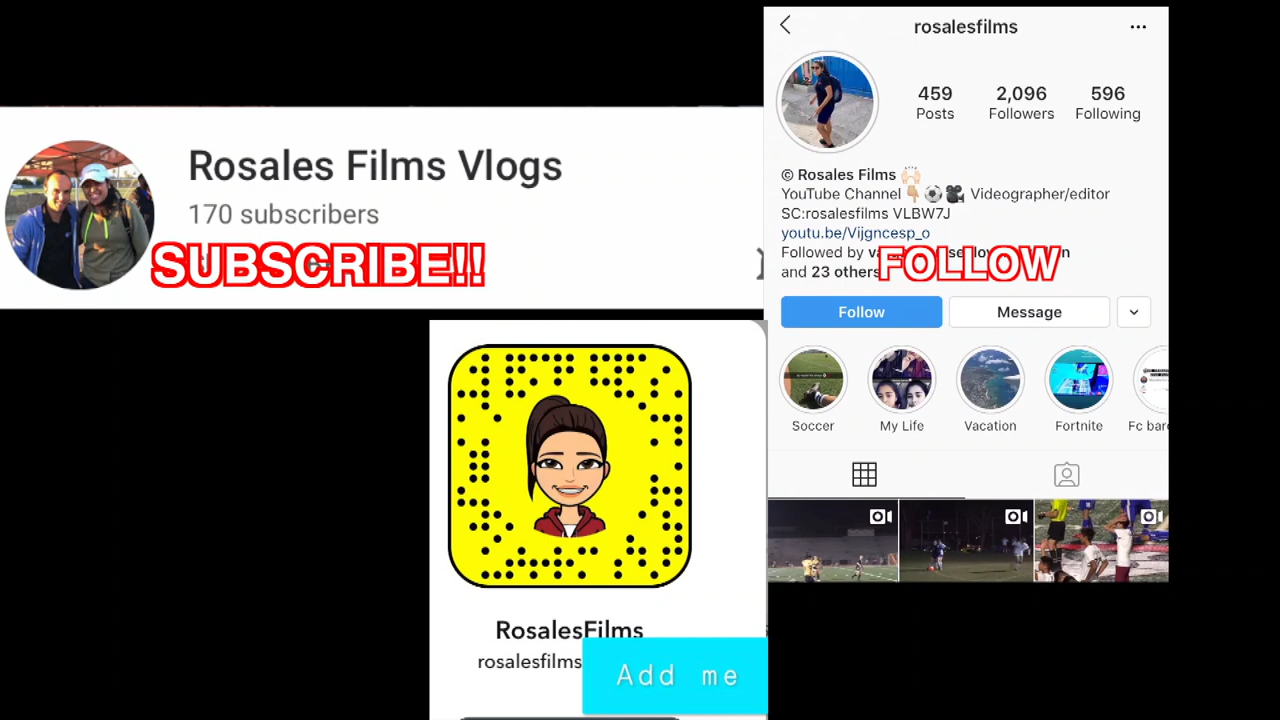 Rosales Films Vlogs
170 subscribers
SUBSCRIBE!!
rosalesfilms
459
2,096
596
Posts
Followers
Following
© Rosales Films
YouTube Channel Videographer/editor
SC:rosalesfilms VLBW7J
youtu.be/Vijgncesp_o
Followed by
and 23 others
FOLLOW
Follow
Message
Soccer
My Life
Vacation
Fortnite
Fc
RosalesFilms
rosalesfilms
Add me